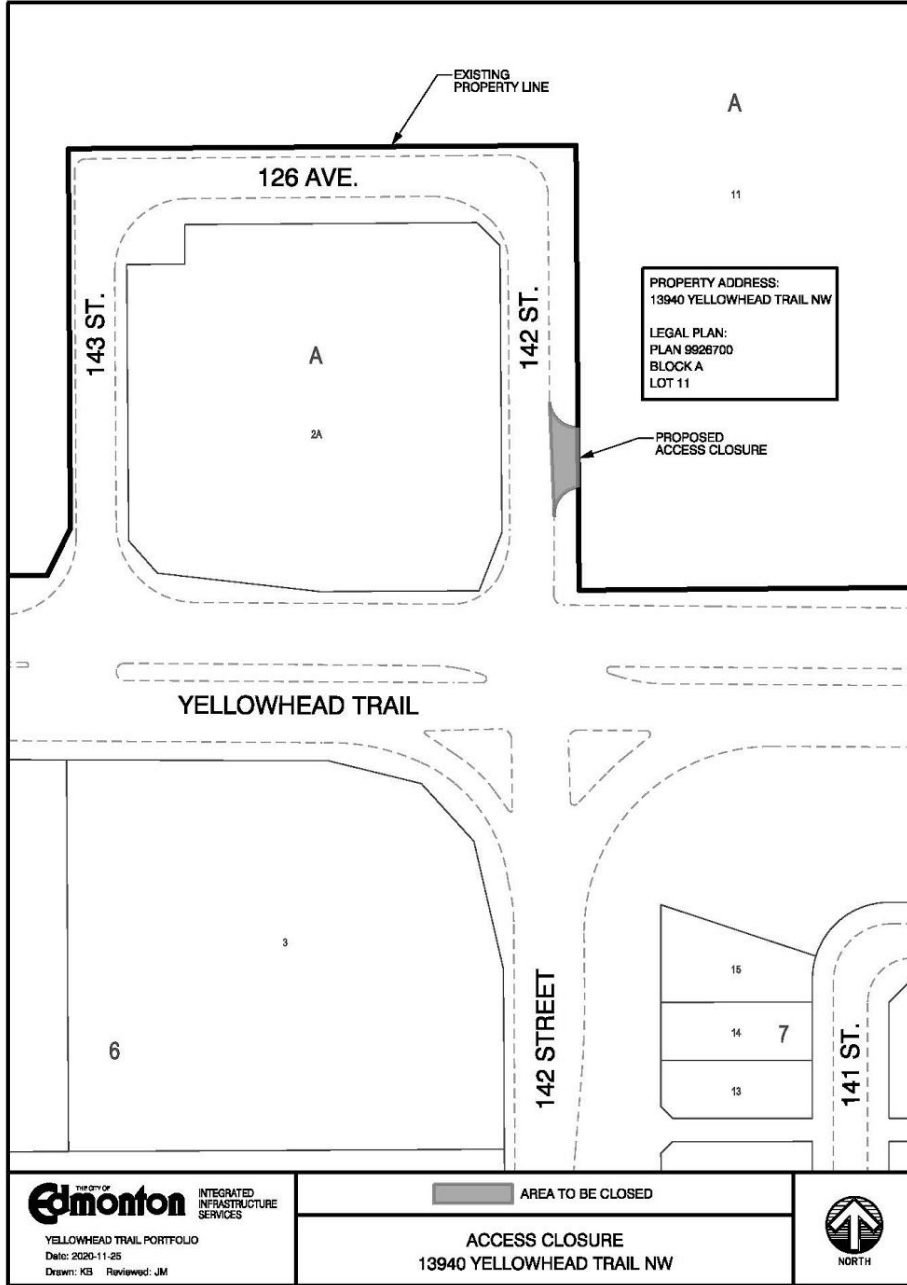 EXISTING
PROPERTY LINE
A
126 AVE.
11
PROPERTY ADDRESS:
13940 YELLOWHEAD TRAIL NW
LEGAL PLAN:
PLAN 9926700
BLOCK A
LOT 11
143 ST.
142 ST.
A
2A
PROPOSED
ACCESS CLOSURE
YELLOWHEAD TRAIL
3
6
142 STREET
15
14
7
13
141 ST.
THE CITY OF
Edmonton
INTEGRATED
INFRASTRUCTURE
SERVICES
YELLOWHEAD TRAIL PORTFOLIO
Date: 2020-11-25
Drawn: KB Reviewed: JM
AREA TO BE CLOSED
ACCESS CLOSURE
13940 YELLOWHEAD TRAIL NW
NORTH